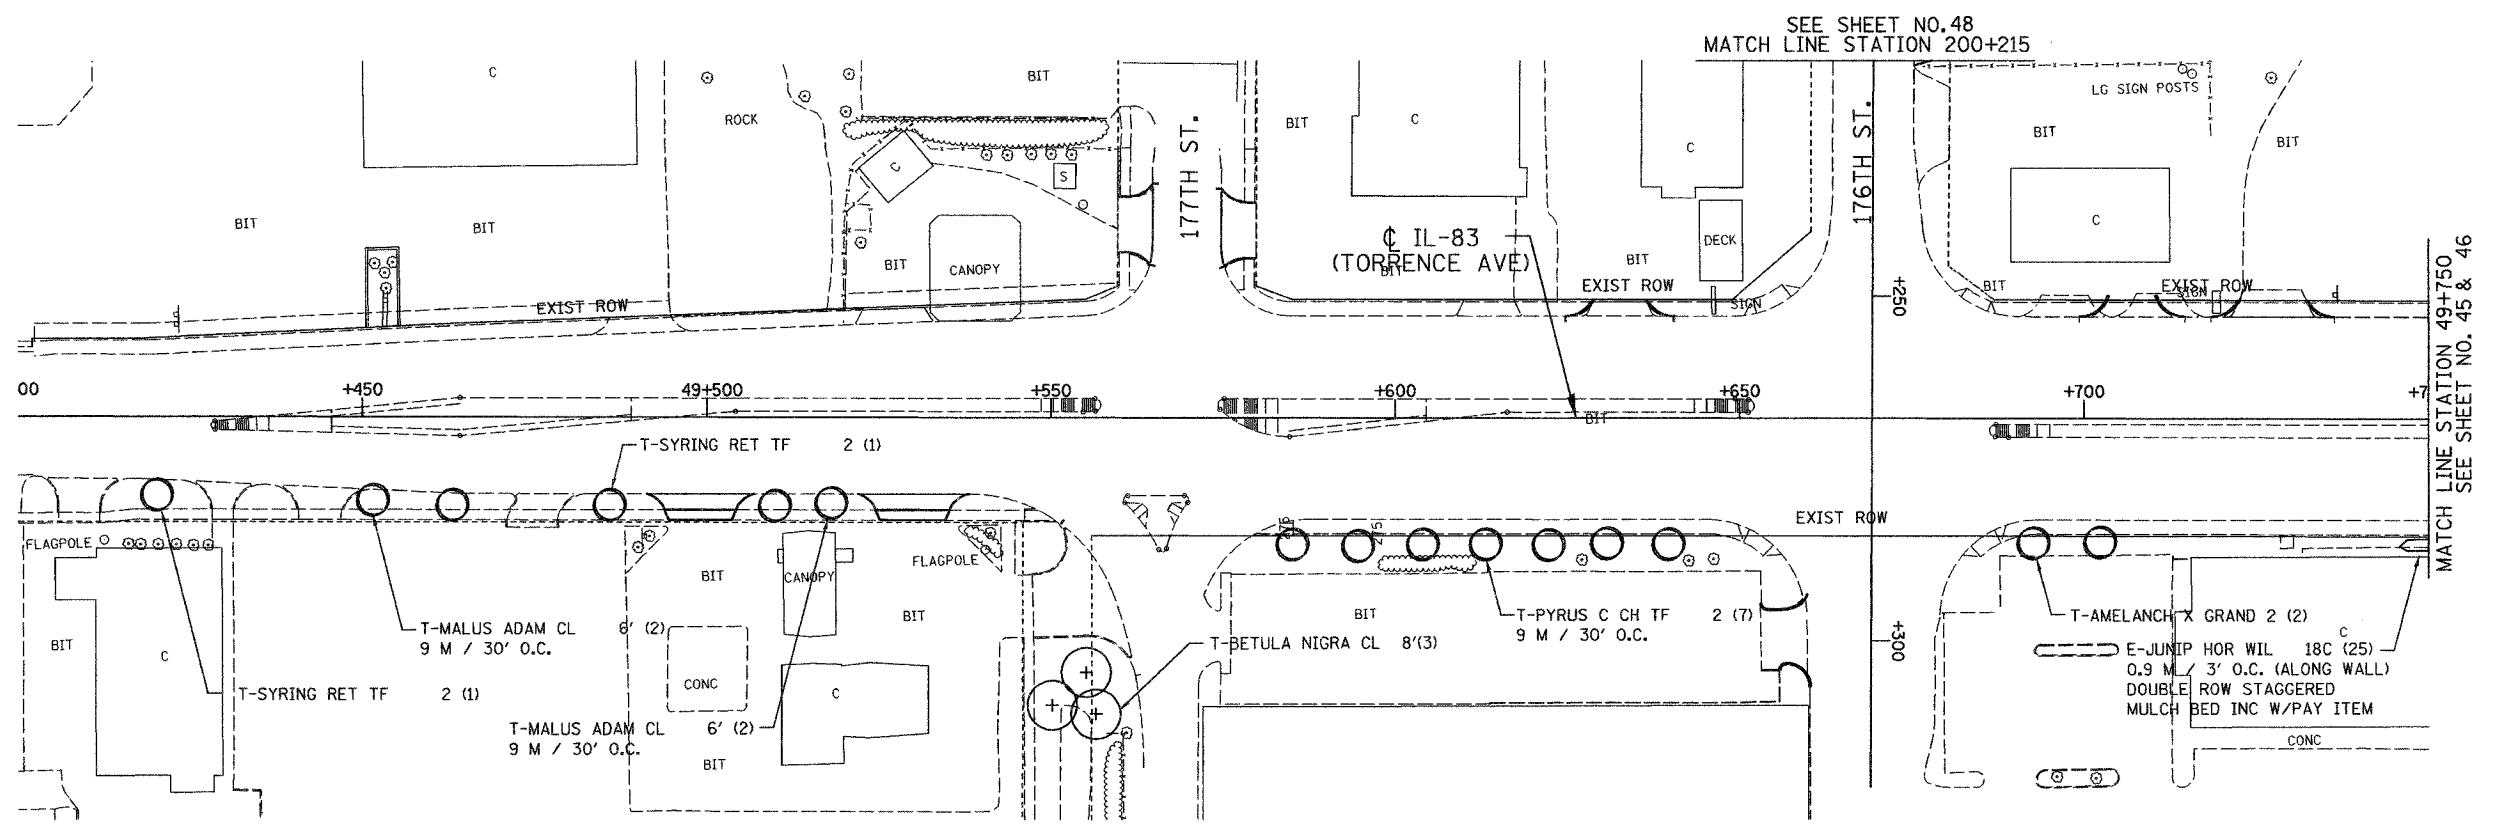 SEE SHEET NO.48
MATCH LINE STATION 200+215
C
BIT
LG SIGN POSTS
ROCK
BIT
C
BIT
C
BIT
C
177TH ST.
176TH ST.
S
BIT
BIT
BIT
CANOPY
℄ IL-83
(TORRENCE AVE)
BIT
BIT
DECK
C
EXIST ROW
EXIST ROW
SIGN
+250
BIT
EXIST ROW
SIGN
MATCH LINE STATION 49+750
SEE SHEET NO. 45 & 46
00
+450
49+500
+550
+600
+650
+700
+7
BIT
T-SYRING RET TF 2 (1)
EXIST ROW
275
FLAGPOLE
FLAGPOLE
BIT
CANOPY
BIT
BIT
C
T-MALUS ADAM CL 6' (2)
9 M / 30' O.C.
BIT
T-PYRUS C CH TF 2 (7)
9 M / 30' O.C.
T-BETULA NIGRA CL 8'(3)
+300
T-AMELANCH X GRAND 2 (2)
C
E-JUNIP HOR WIL 18C (25)
0.9 M / 3' O.C. (ALONG WALL)
DOUBLE ROW STAGGERED
MULCH BED INC W/PAY ITEM
CONC
T-SYRING RET TF 2 (1)
CONC
C
T-MALUS ADAM CL 6' (2)
9 M / 30' O.C.
BIT